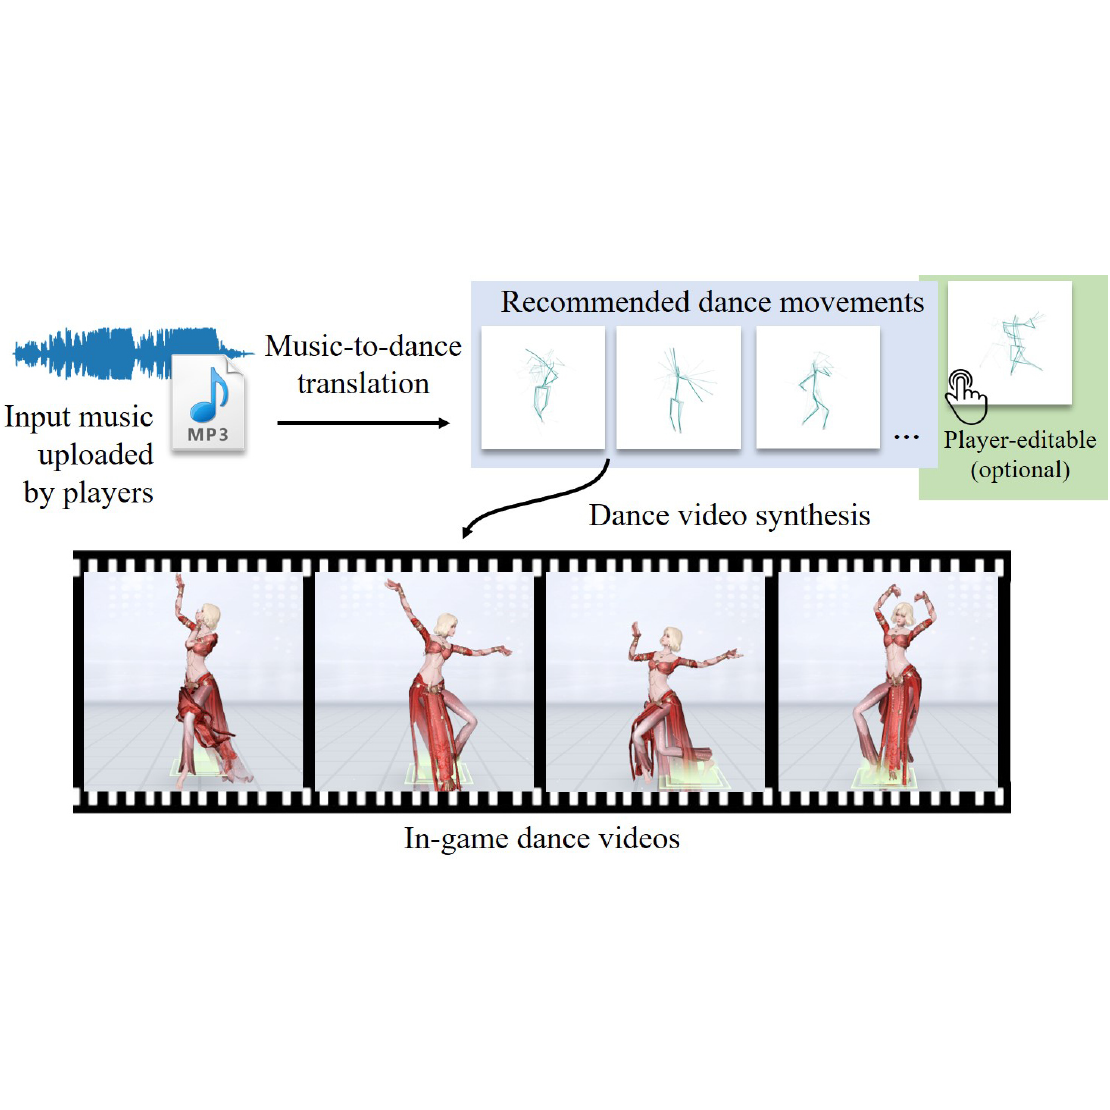 Recommended dance movements
Music-to-dance
translation
Input music
uploaded
by players
MP3
...
Player-editable
(optional)
Dance video synthesis
In-game dance videos